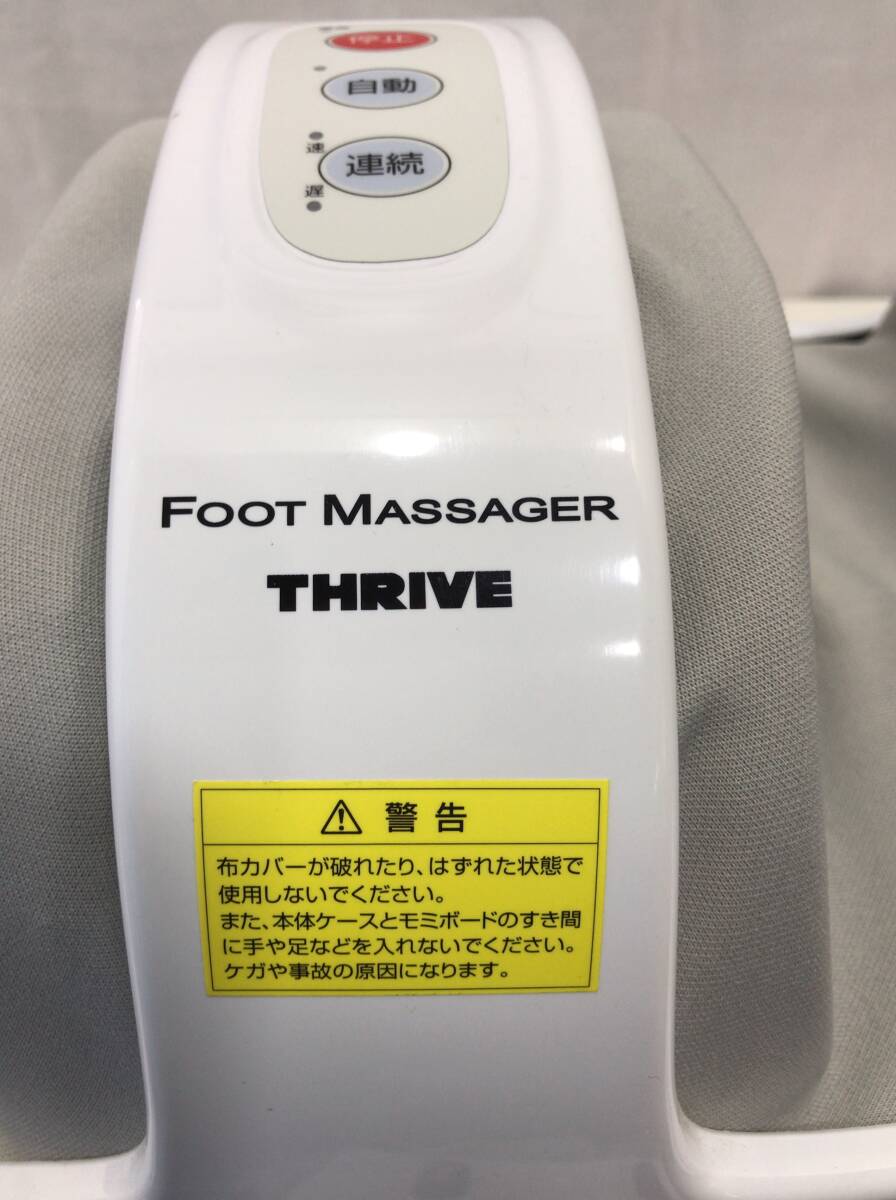 停止
自動
速
連続
遅
FOOT MASSAGER
THRIVE
警告
布カバーが破れたり、はずれた状態で
使用しないでください。
また、本体ケースとモミボードのすき間
に手や足などを入れないでください。
ケガや事故の原因になります。